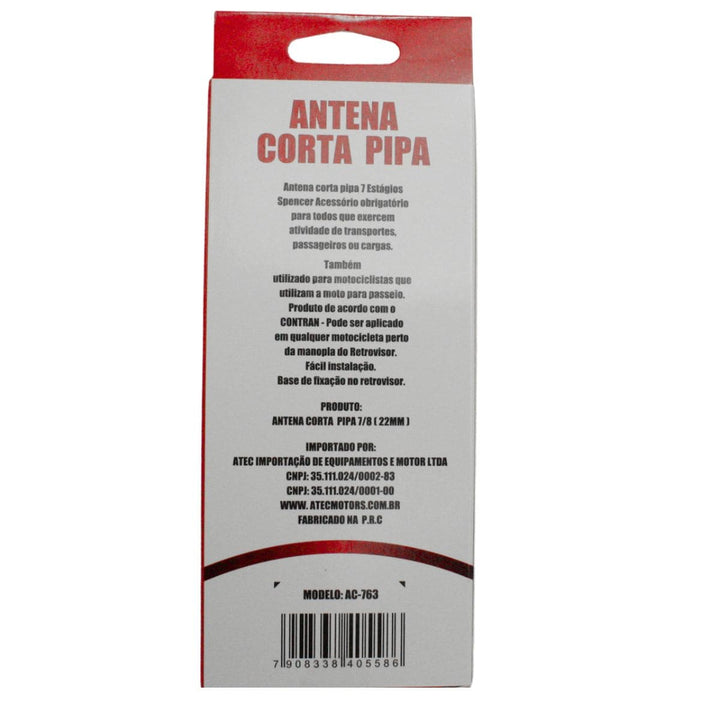 ANTENA
CORTA PIPA
Antena corta pipa 7 Estágios
Spencer Acessório obrigatório
para todos que exercem
atividade de transportes,
passageiros ou cargas.
Também
utilizado para motociclistas que
utilizam a moto para passeio.
Produto de acordo com o
CONTRAN - Pode ser aplicado
em qualquer motocicleta perto
da manopla do Retrovisor.
Fácil instalação.
Base de fixação no retrovisor.
PRODUTO:
ANTENA CORTA PIPA 7/8 ( 22MM )
IMPORTADO POR:
ATEC IMPORTAÇÃO DE EQUIPAMENTOS E MOTOR LTDA
CNPJ: 35.111.024/0002-83
CNPJ: 35.111.024/0001-00
WWW. ATECMOTORS.COM.BR
FABRICADO NA P.R.C
MODELO: AC-763
7 908338 405586